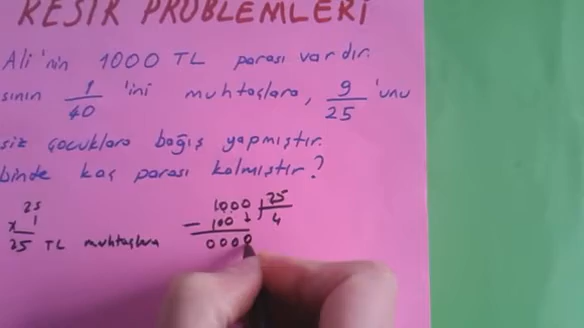 KESİR PROBLEMLERİ
Ali'nin 1000 TL parası vardır.
sının 1/40 'ini muhtaçlara, 9/25 'unu
siz çocuklara bağış yapmıştır.
binde kaç parası kalmıştır?
25
x 1
25 TL muhtaçlara
1000 25
- 100 4
0000